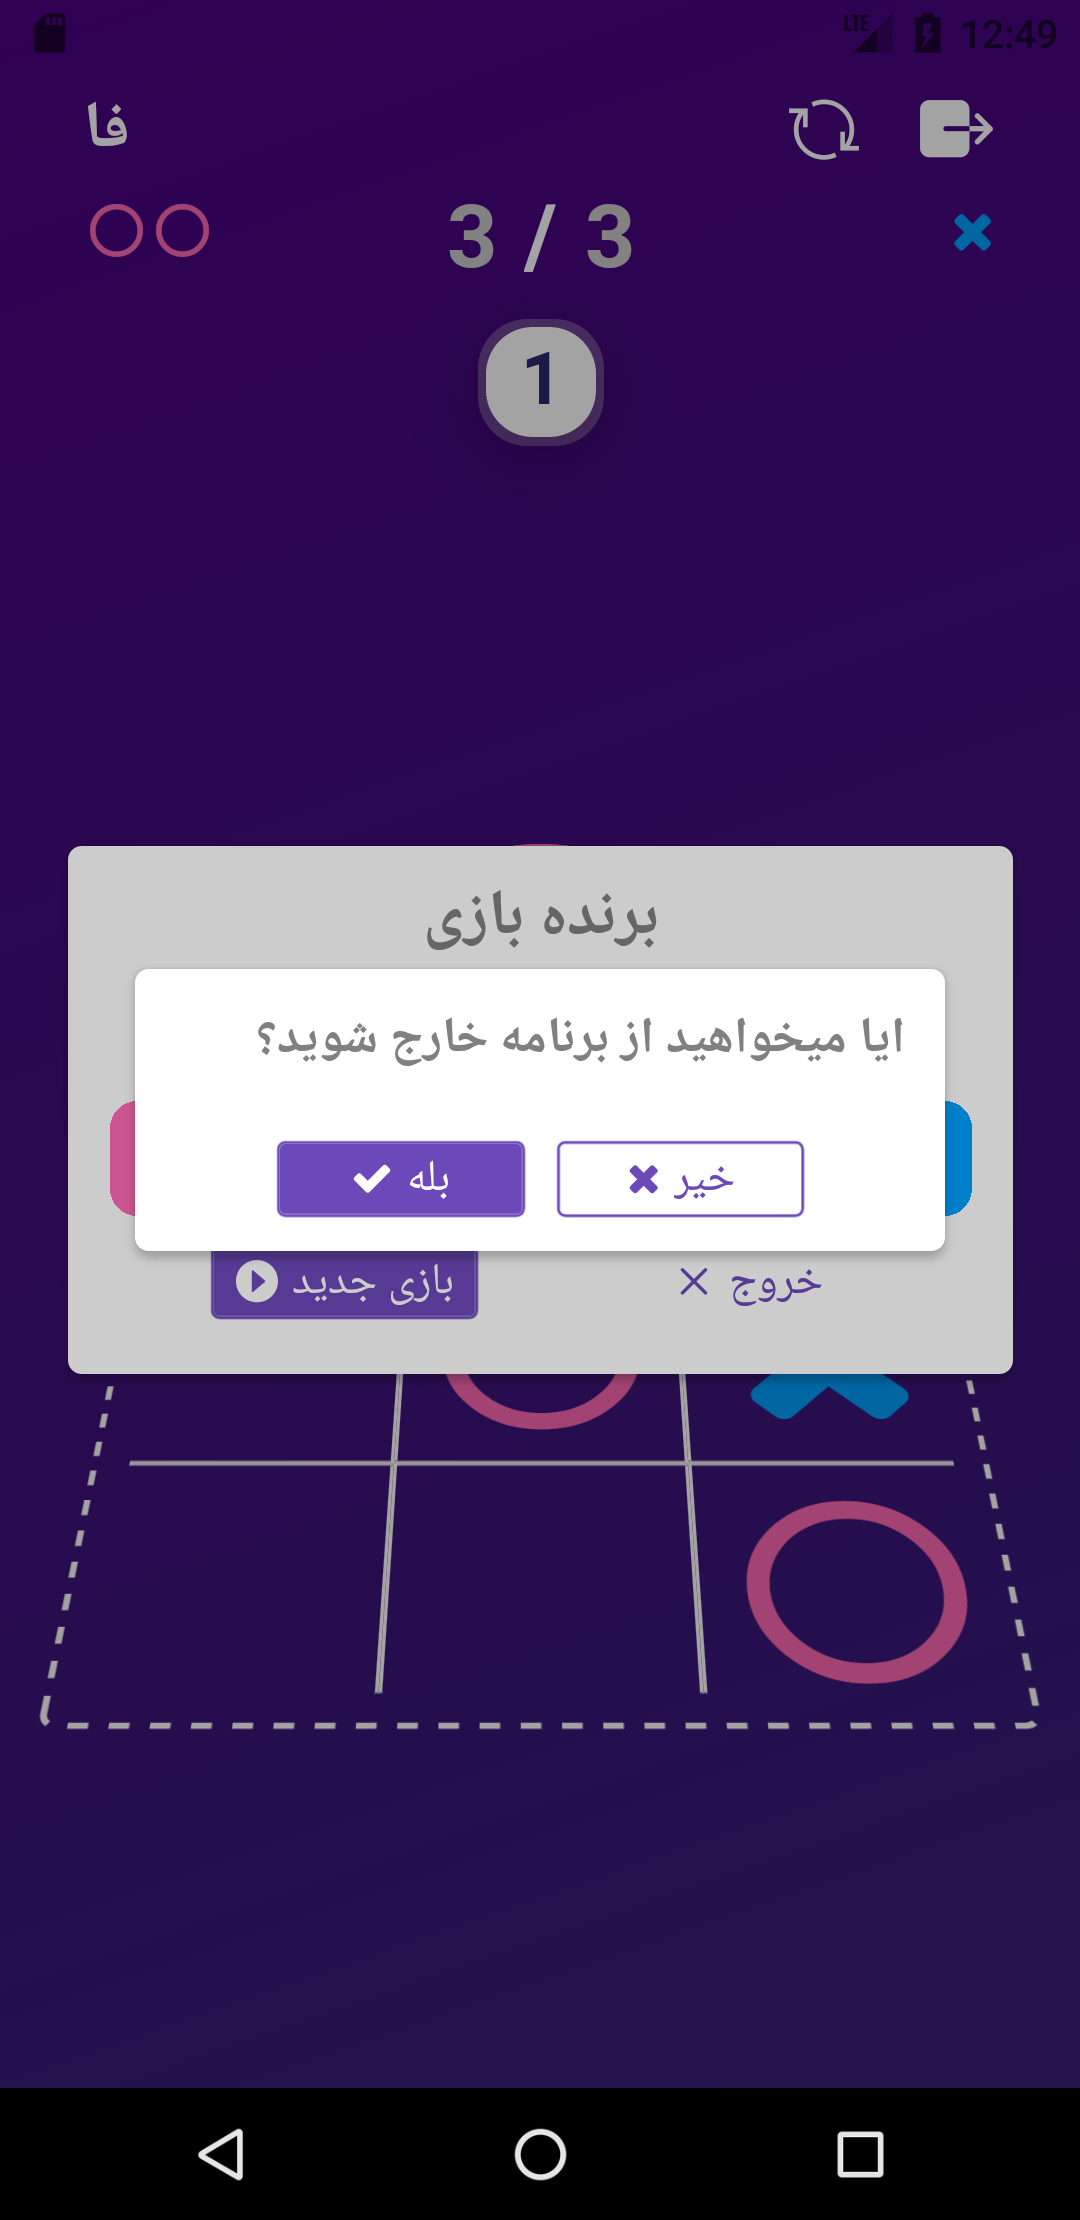 LTE 12:49
فا
3 / 3
1
برنده بازی
ایا میخواهید از برنامه خارج شوید؟
خیر
بله
خروج
بازی جدید